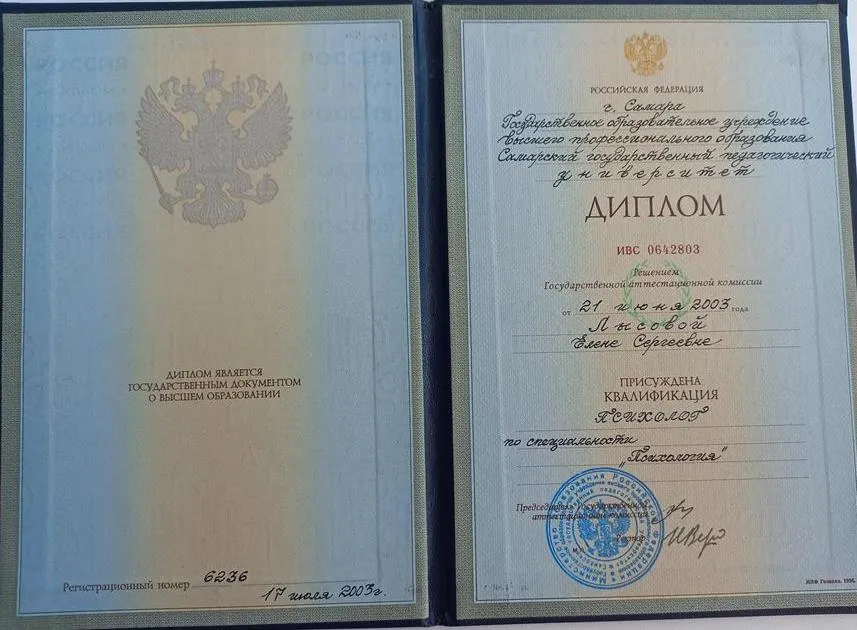 ДИПЛОМ ЯВЛЯЕТСЯ
ГОСУДАРСТВЕННЫМ ДОКУМЕНТОМ
О ВЫСШЕМ ОБРАЗОВАНИИ
Регистрационный номер 6236
17 июля 2003г.
РОССИЙСКАЯ ФЕДЕРАЦИЯ
г. Самара
Государственное образовательное учреждение
высшего профессионального образования
Самарский государственный педагогический
университет
ДИПЛОМ
ИВС 0642803
Решением
Государственной аттестационной комиссии
от 21 июня 2003 года
Лысовой
Елене Сергеевне
ПРИСУЖДЕНА
КВАЛИФИКАЦИЯ
ПСИХОЛОГ
по специальности
„Психология"
Председатель Государственной
аттестационной комиссии
Ректор